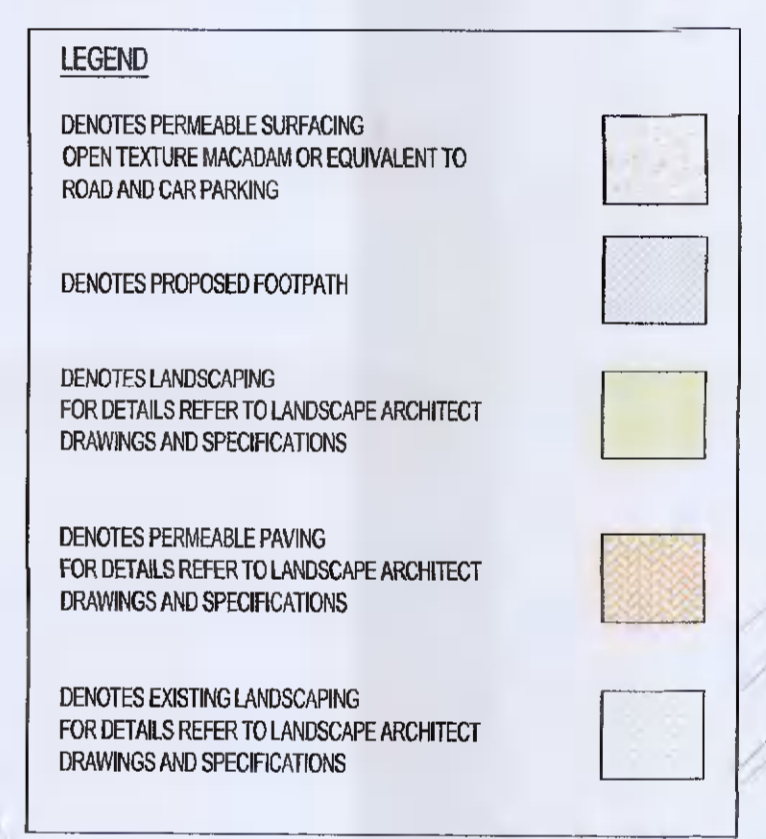 LEGEND
DENOTES PERMEABLE SURFACING
OPEN TEXTURE MACADAM OR EQUIVALENT TO
ROAD AND CAR PARKING
DENOTES PROPOSED FOOTPATH
DENOTES LANDSCAPING
FOR DETAILS REFER TO LANDSCAPE ARCHITECT
DRAWINGS AND SPECIFICATIONS
DENOTES PERMEABLE PAVING
FOR DETAILS REFER TO LANDSCAPE ARCHITECT
DRAWINGS AND SPECIFICATIONS
DENOTES EXISTING LANDSCAPING
FOR DETAILS REFER TO LANDSCAPE ARCHITECT
DRAWINGS AND SPECIFICATIONS